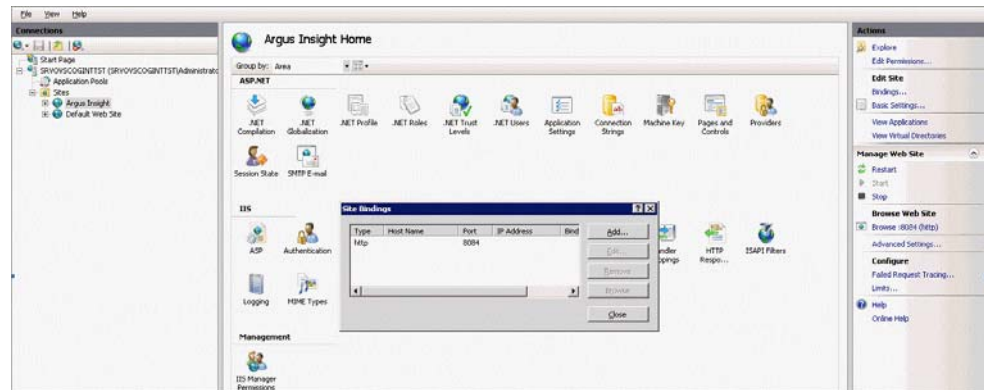 File View Help
Connections
Start Page
SRVOVSCOGINTTST (SRVOVSCOGINTTST\Administrato
Application Pools
Sites
Argus Insight
Default Web Site
Argus Insight Home
Group by: Area
ASP.NET
.NET Compilation
.NET Globalization
.NET Profile
.NET Roles
.NET Trust Levels
.NET Users
Application Settings
Connection Strings
Machine Key
Pages and Controls
Providers
Session State
SMTP E-mail
IIS
ASP
Authentication
HTTP Respo...
ISAPI Filters
Logging
MIME Types
Management
IIS Manager Permissions
Site Bindings
Type Host Name Port IP Address Bind
http 8084
Add...
Edit...
Remove
Browse
Close
Actions
Explore
Edit Permissions...
Edit Site
Bindings...
Basic Settings...
View Applications
View Virtual Directories
Manage Web Site
Restart
Start
Stop
Browse Web Site
Browse :8084 (http)
Advanced Settings...
Configure
Failed Request Tracing...
Limits...
Help
Online Help